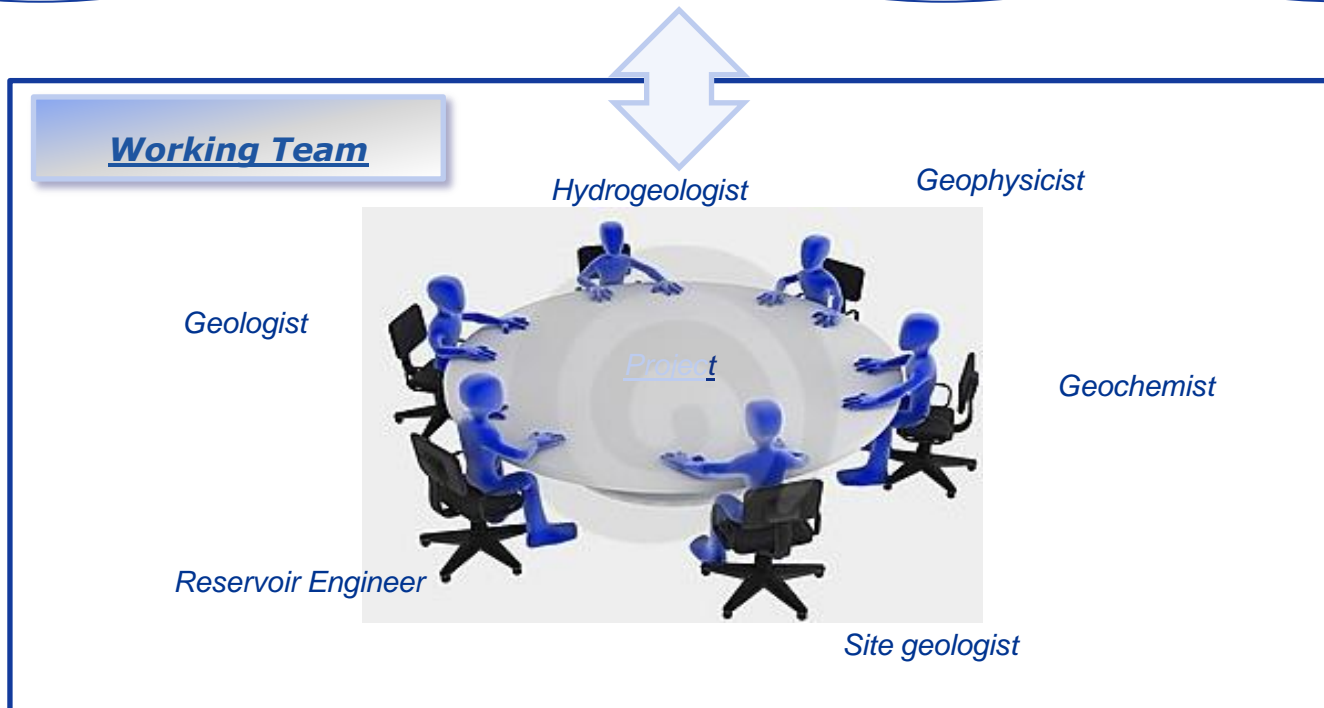 Working Team
Hydrogeologist
Geophysicist
Geologist
Project
Geochemist
Reservoir Engineer
Site geologist